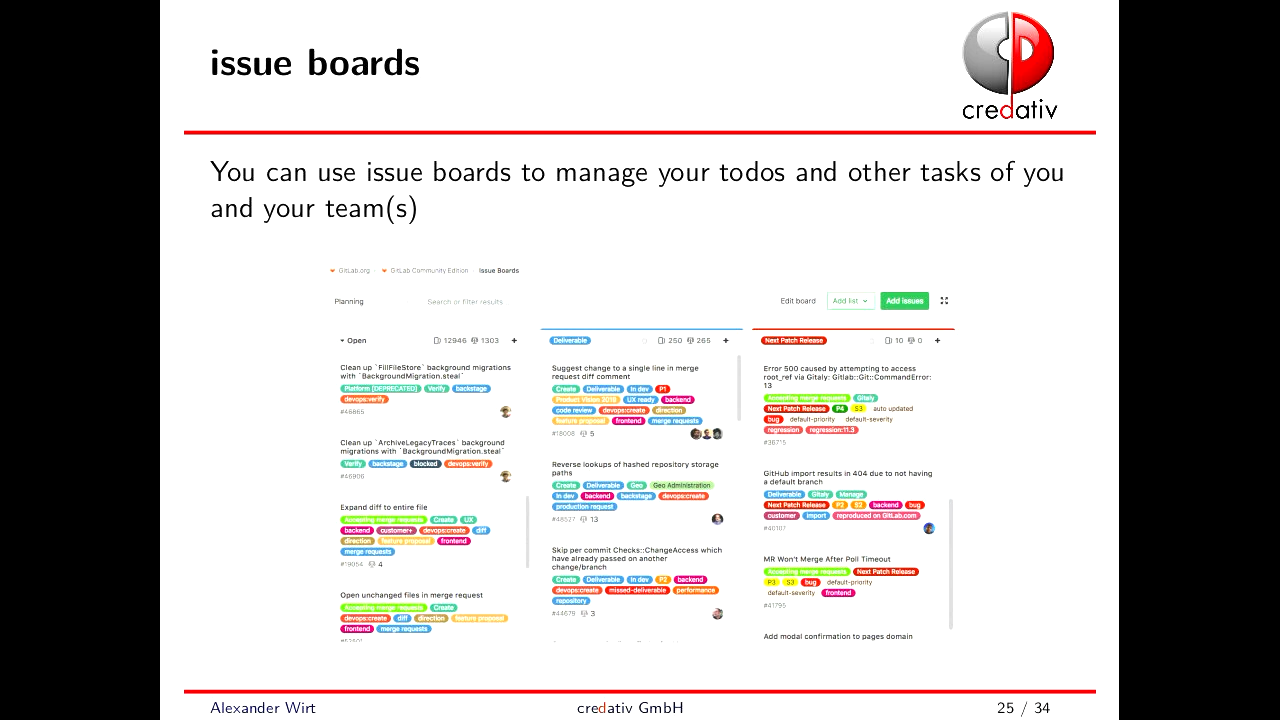 issue boards
credativ
You can use issue boards to manage your todos and other tasks of you
and your team(s)
GitLab.org GitLab Community Edition Issue Boards
Planning Search or filter results Edit board Add list Add issues
Open 12946 1303
Clean up `FillFileStore` background migrations
with `BackgroundMigration.steal`
Platform [DEPRECATED] Verify backstage
devops:verify
#46865
Clean up `ArchiveLegacyTraces` background
migrations with `BackgroundMigration.steal`
Verify backstage blocked devops:verify
Expand diff to entire file
Accepting merge requests Create UX
backend customer+ devops:create diff
direction feature proposal frontend
merge requests
#19054 4
Open unchanged files in merge request
Accepting merge requests Create
devops:create diff direction feature proposal
frontend merge requests
Deliverable 250 265
Suggest change to a single line in merge
request diff comment
Create Deliverable In dev P1
Product Vision 2019 UX ready backend
code review devops:create direction
feature proposal frontend merge requests
#18008 5
Reverse lookups of hashed repository storage
paths
Create Deliverable Geo Geo Administration
In dev backend backstage devops:create
production request
#48527 13
Skip per commit Checks::ChangeAccess which
have already passed on another
change/branch
Create Deliverable In dev P2 backend
devops:create missed-deliverable performance
repository
#44679 3
Next Patch Release 10 0
Error 500 caused by attempting to access
root_ref via Gitaly: Gitlab::Git::CommandError:
13
Accepting merge requests Gitaly
Next Patch Release P4 S3 auto updated
bug default-priority default-severity
regression regression:11.3
#36715
GitHub import results in 404 due to not having
a default branch
Deliverable Gitaly Manage
Next Patch Release P2 S2 backend bug
customer import reproduced on GitLab.com
#40107
MR Won't Merge After Poll Timeout
Accepting merge requests Next Patch Release
P3 S3 bug default-priority
default-severity frontend
#41795
Add modal confirmation to pages domain
Alexander Wirt credativ GmbH 25 / 34